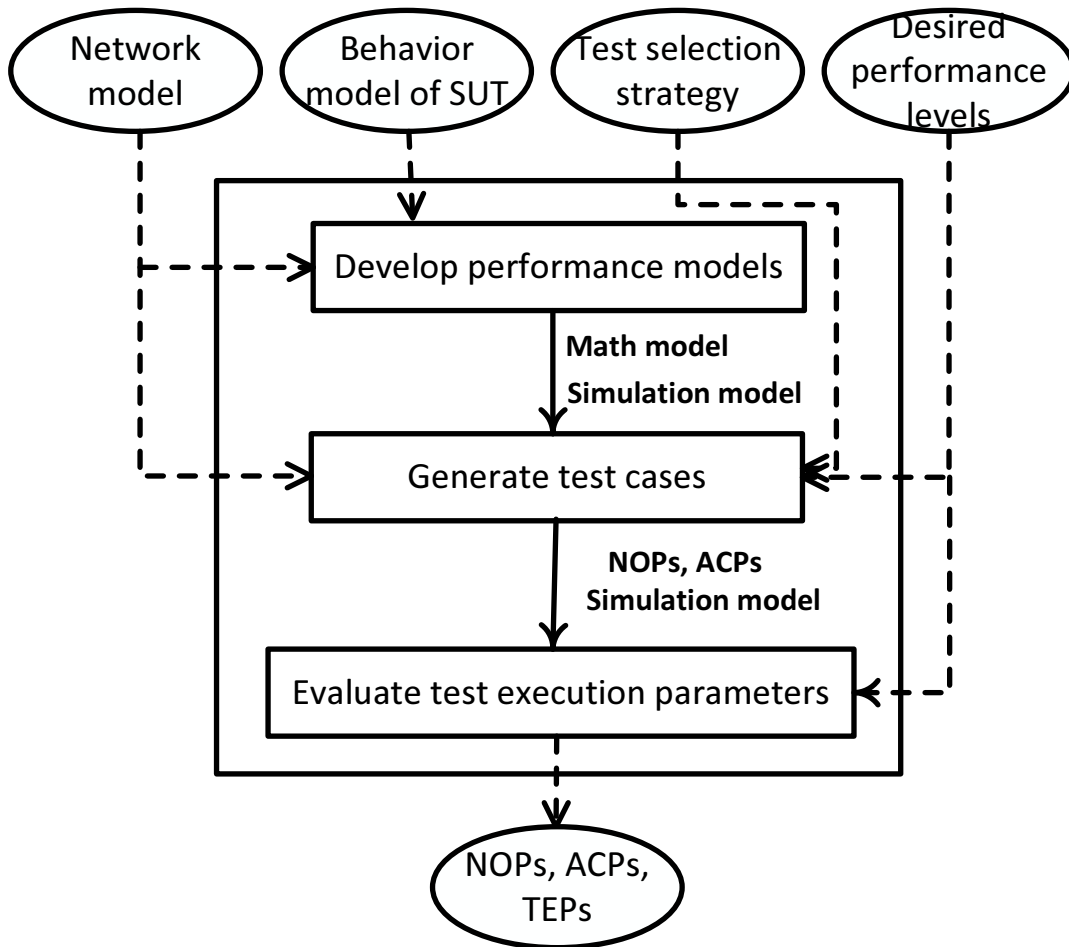 Network
model
Behavior
model of SUT
Test selection
strategy
Desired
performance
levels
Develop performance models
Math model
Simulation model
Generate test cases
NOPs, ACPs
Simulation model
Evaluate test execution parameters
NOPs, ACPs,
TEPs